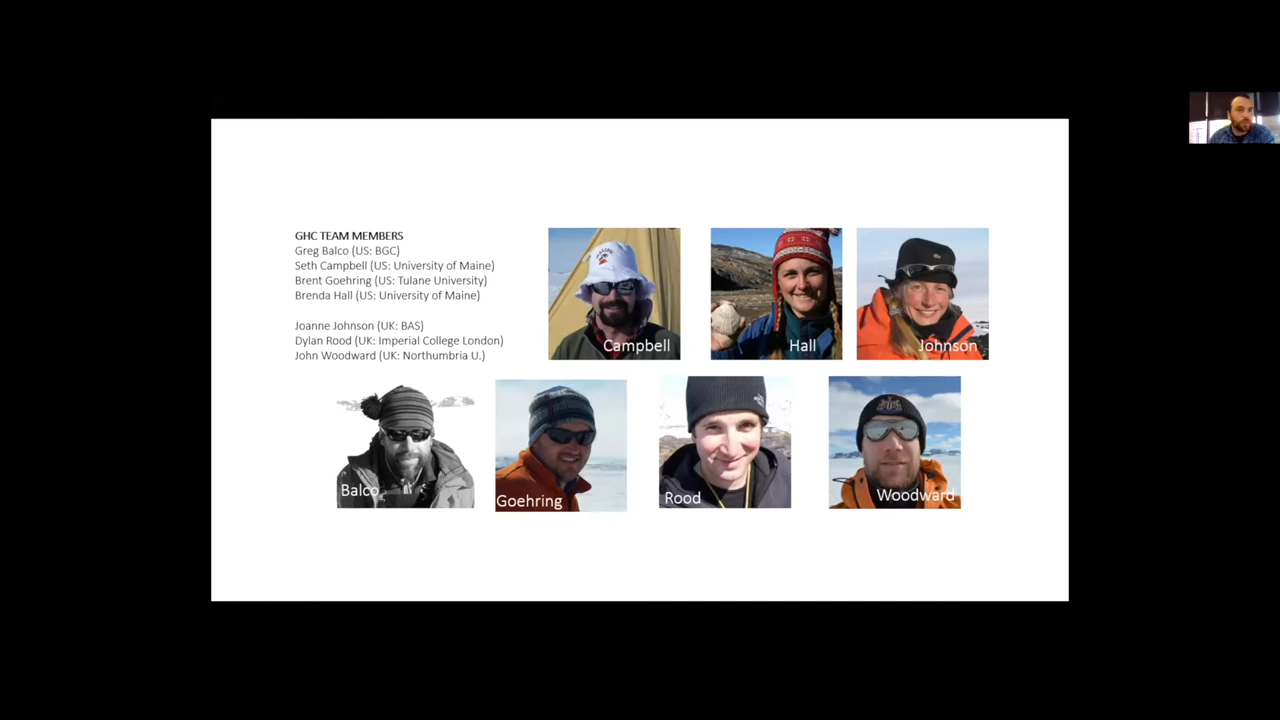 GHC TEAM MEMBERS
Greg Balco (US: BGC)
Seth Campbell (US: University of Maine)
Brent Goehring (US: Tulane University)
Brenda Hall (US: University of Maine)
Joanne Johnson (UK: BAS)
Dylan Rood (UK: Imperial College London)
John Woodward (UK: Northumbria U.)
Campbell
Hall
Johnson
Balco
Goehring
Rood
Woodward